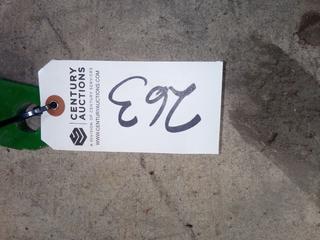 CENTURY
AUCTIONS
A DIVISION OF CENTURY SERVICES
WWW.CENTURYAUCTIONS.COM
263